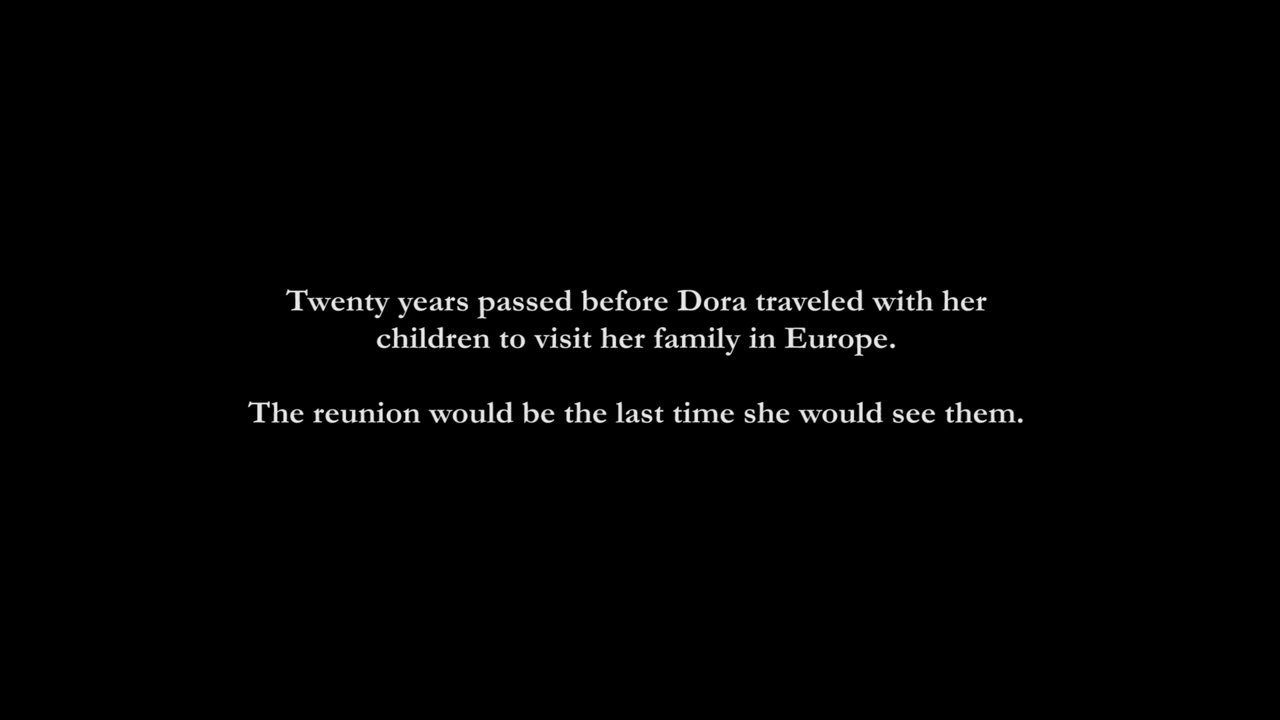 Twenty years passed before Dora traveled with her
children to visit her family in Europe.
The reunion would be the last time she would see them.